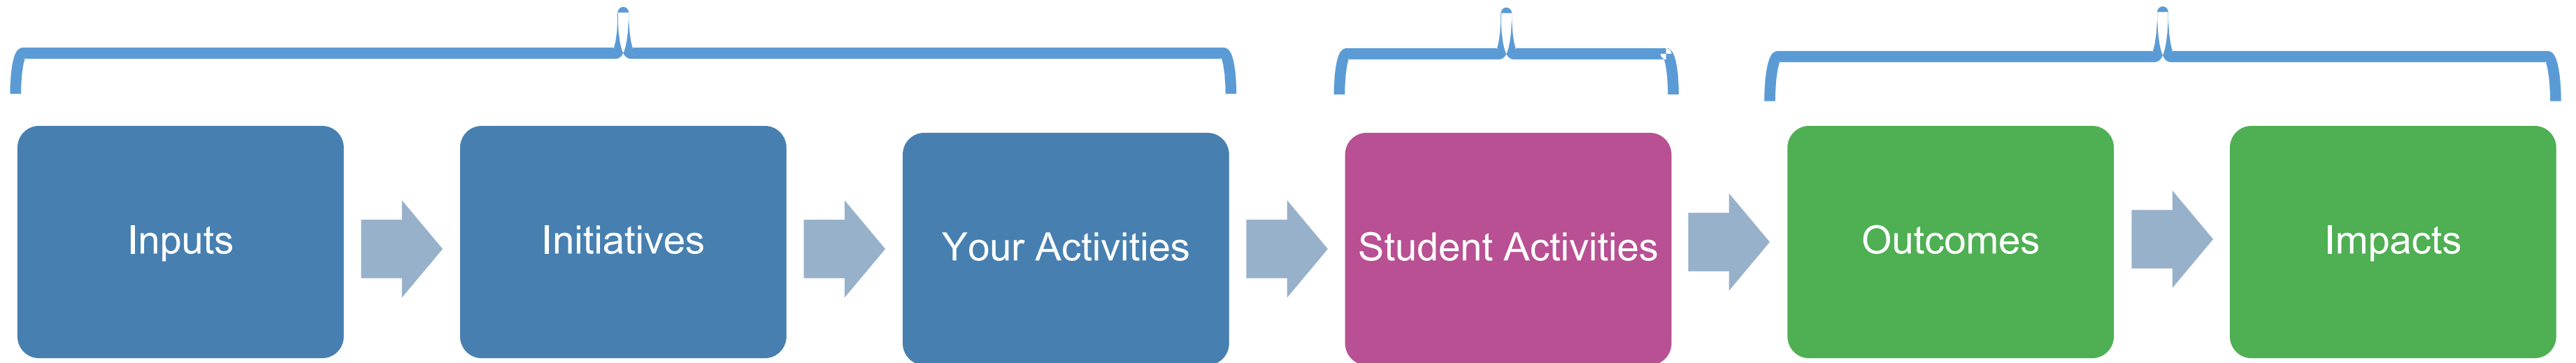 Inputs
Initiatives
Your Activities
Student Activities
Outcomes
Impacts